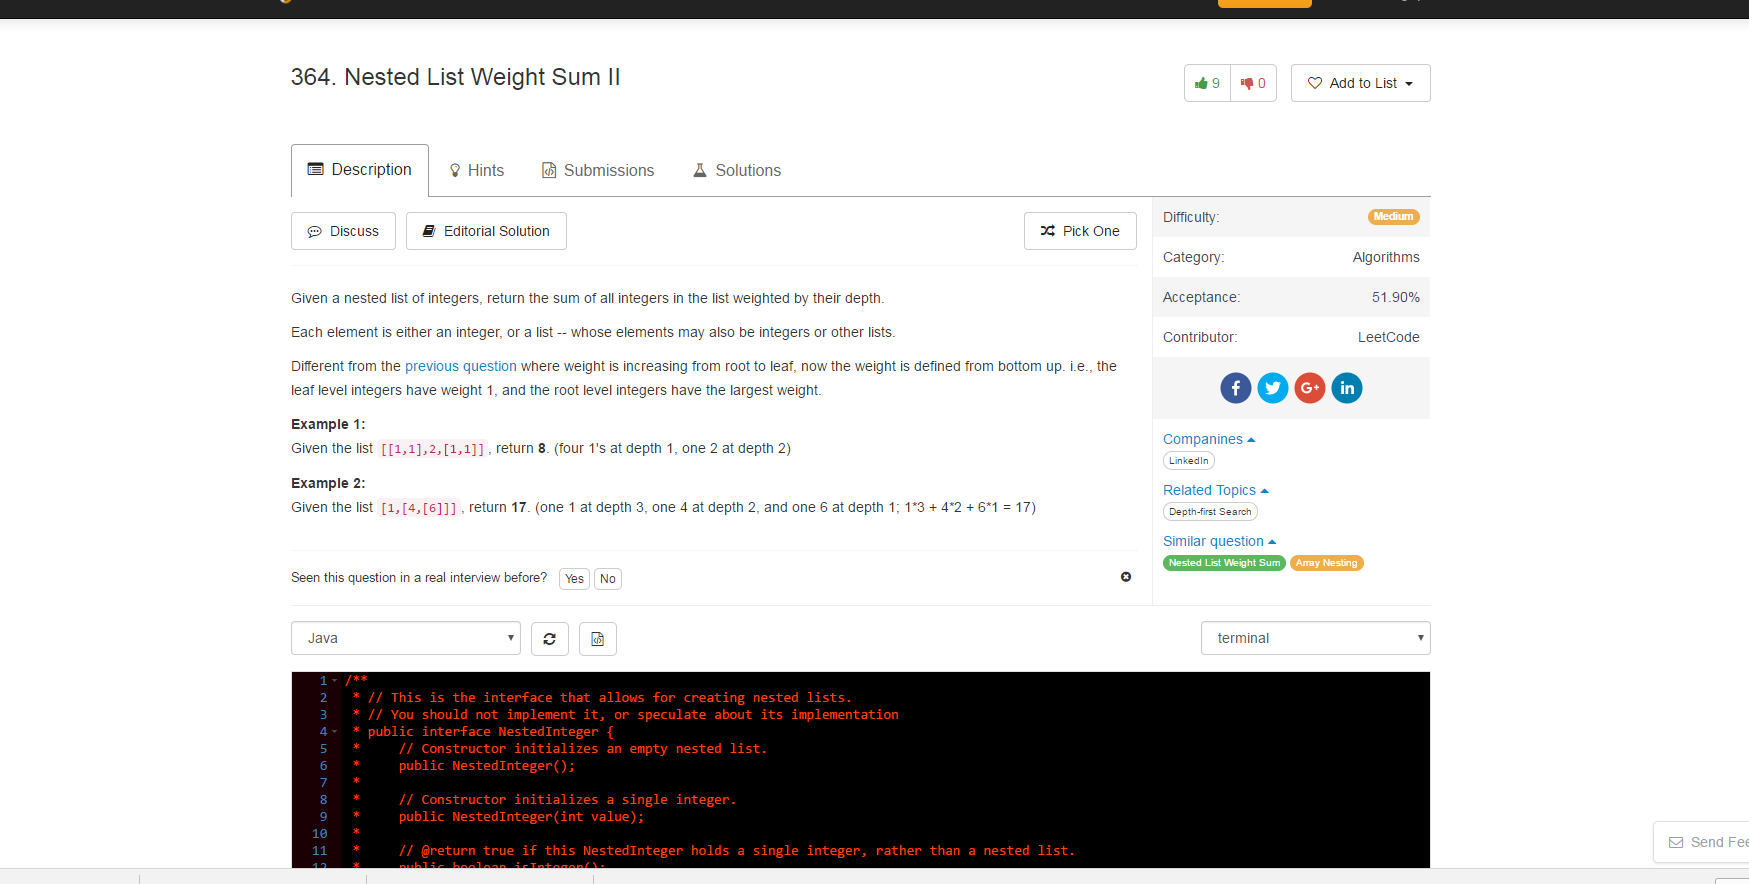 364. Nested List Weight Sum II
9
0
Add to List
Description
Hints
Submissions
Solutions
Discuss
Editorial Solution
Pick One
Given a nested list of integers, return the sum of all integers in the list weighted by their depth.
Each element is either an integer, or a list -- whose elements may also be integers or other lists.
Different from the previous question where weight is increasing from root to leaf, now the weight is defined from bottom up. i.e., the
leaf level integers have weight 1, and the root level integers have the largest weight.
Example 1:
Given the list [[1,1],2,[1,1]], return 8. (four 1's at depth 1, one 2 at depth 2)
Example 2:
Given the list [1,[4,[6]]], return 17. (one 1 at depth 3, one 4 at depth 2, and one 6 at depth 1; 1*3 + 4*2 + 6*1 = 17)
Seen this question in a real interview before? Yes No
Difficulty: Medium
Category: Algorithms
Acceptance: 51.90%
Contributor: LeetCode
f
G+
in
Companines
LinkedIn
Related Topics
Depth-first Search
Similar question
Nested List Weight Sum Array Nesting
Java
terminal
1 /**
2 * // This is the interface that allows for creating nested lists.
3 * // You should not implement it, or speculate about its implementation
4 * public interface NestedInteger {
5 * // Constructor initializes an empty nested list.
6 * public NestedInteger();
7 *
8 * // Constructor initializes a single integer.
9 * public NestedInteger(int value);
10 *
11 * // @return true if this NestedInteger holds a single integer, rather than a nested list.
12 * public boolean isInteger();
Send Fee